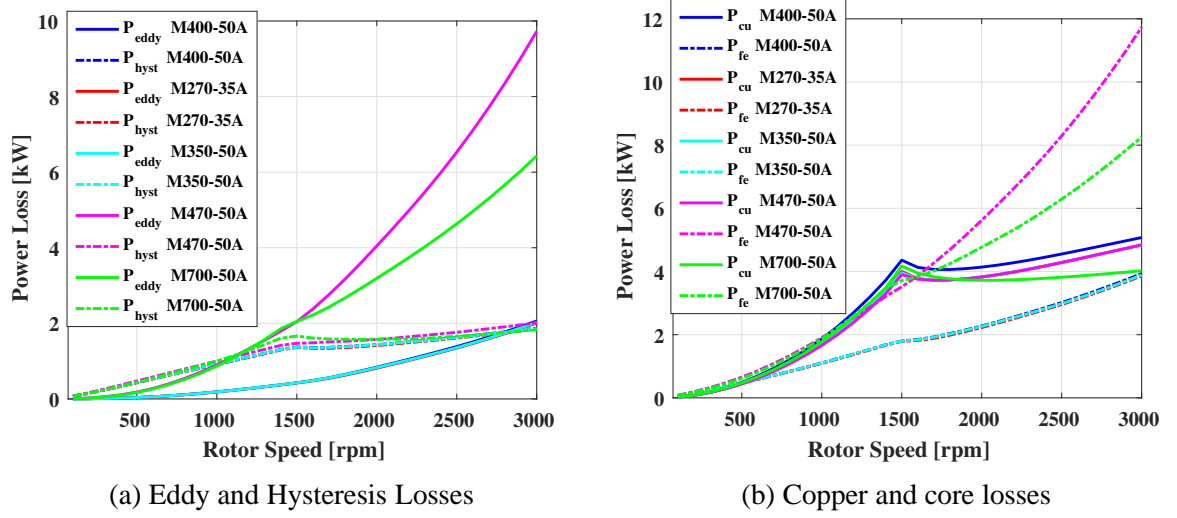 10
8
6
4
2
0
Power Loss [kW]
P_eddy M400-50A
P_hyst M400-50A
P_eddy M270-35A
P_hyst M270-35A
P_eddy M350-50A
P_hyst M350-50A
P_eddy M470-50A
P_hyst M470-50A
P_eddy M700-50A
P_hyst M700-50A
500 1000 1500 2000 2500 3000
Rotor Speed [rpm]
(a) Eddy and Hysteresis Losses
12
10
8
6
4
2
0
Power Loss [kW]
P_cu M400-50A
P_fe M400-50A
P_cu M270-35A
P_fe M270-35A
P_cu M350-50A
P_fe M350-50A
P_cu M470-50A
P_fe M470-50A
P_cu M700-50A
P_fe M700-50A
500 1000 1500 2000 2500 3000
Rotor Speed [rpm]
(b) Copper and core losses